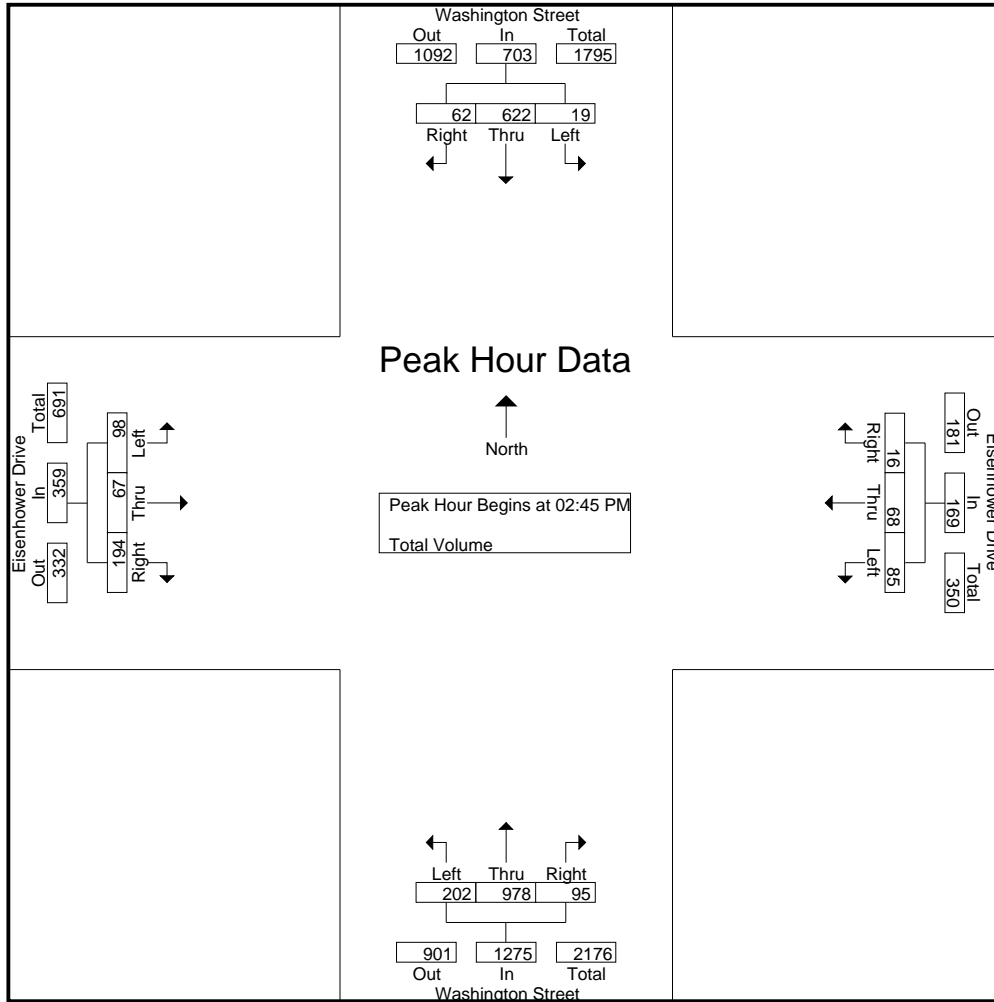 Washington Street
Out In Total
1092 703 1795
62 622 19
Right Thru Left
Peak Hour Data
North
Peak Hour Begins at 02:45 PM
Total Volume
Eisenhower Drive
Out In Total
332 359 691
98 67 194
Left Thru Right
Eisenhower Drive
Out In Total
181 169 350
16 68 85
Right Thru Left
Left Thru Right
202 978 95
901 1275 2176
Out In Total
Washington Street